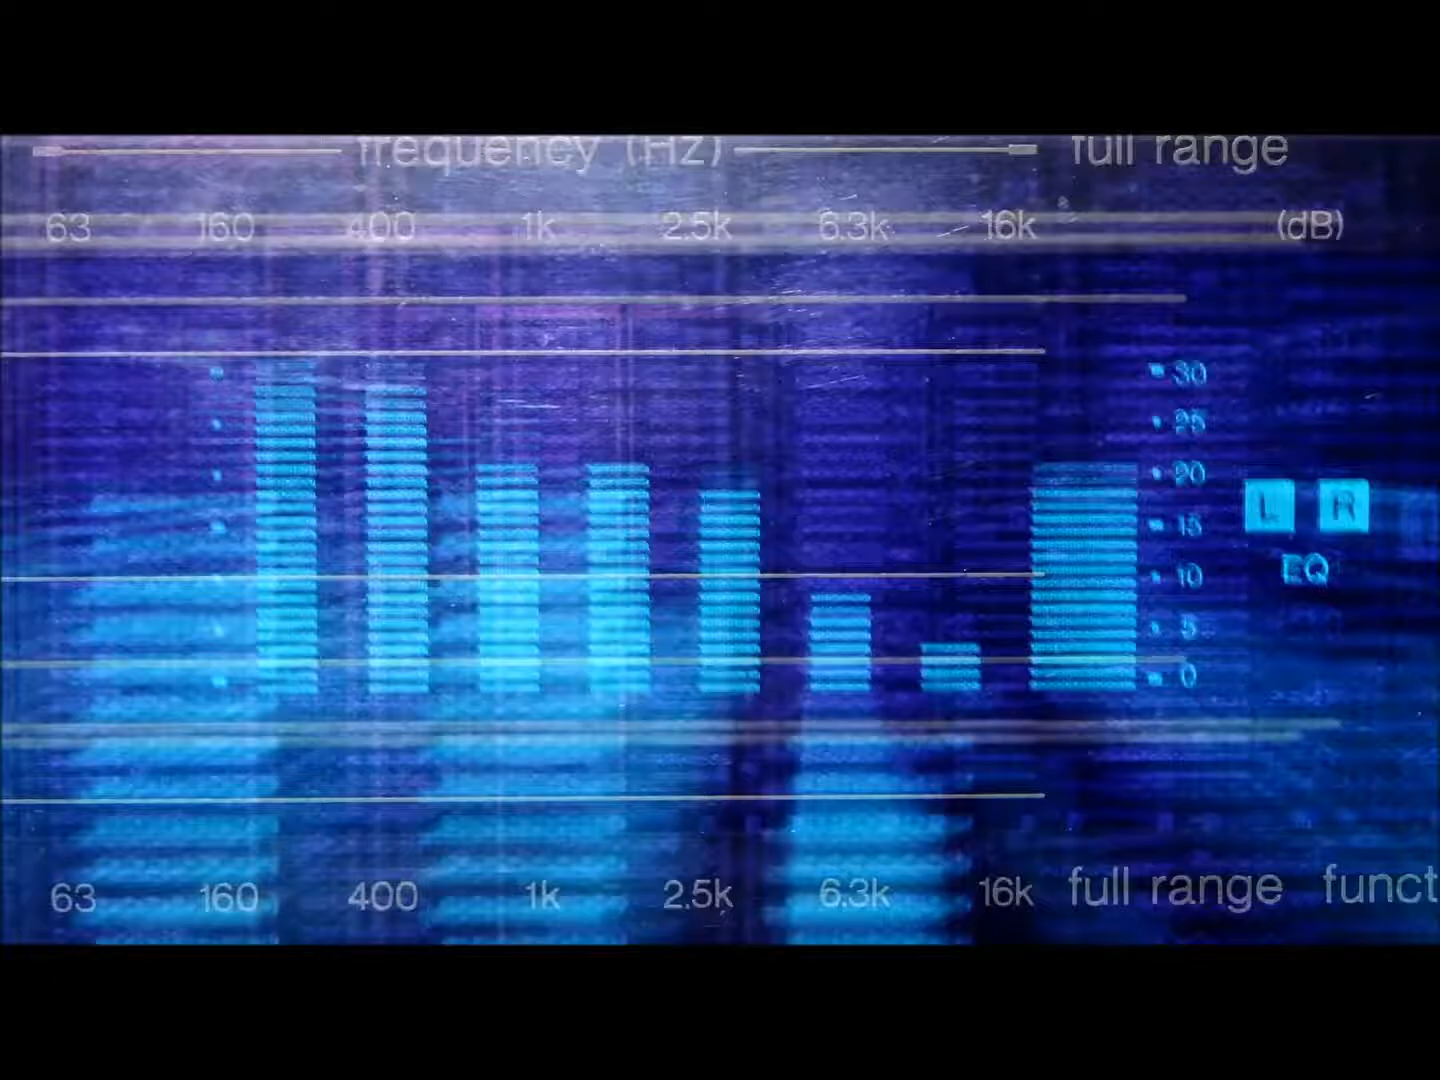 frequency (Hz) full range
63 160 400 1k 2.5k 6.3k 16k (dB)
30
25
20
15
10
5
0
L R
EQ
63 160 400 1k 2.5k 6.3k 16k full range funct